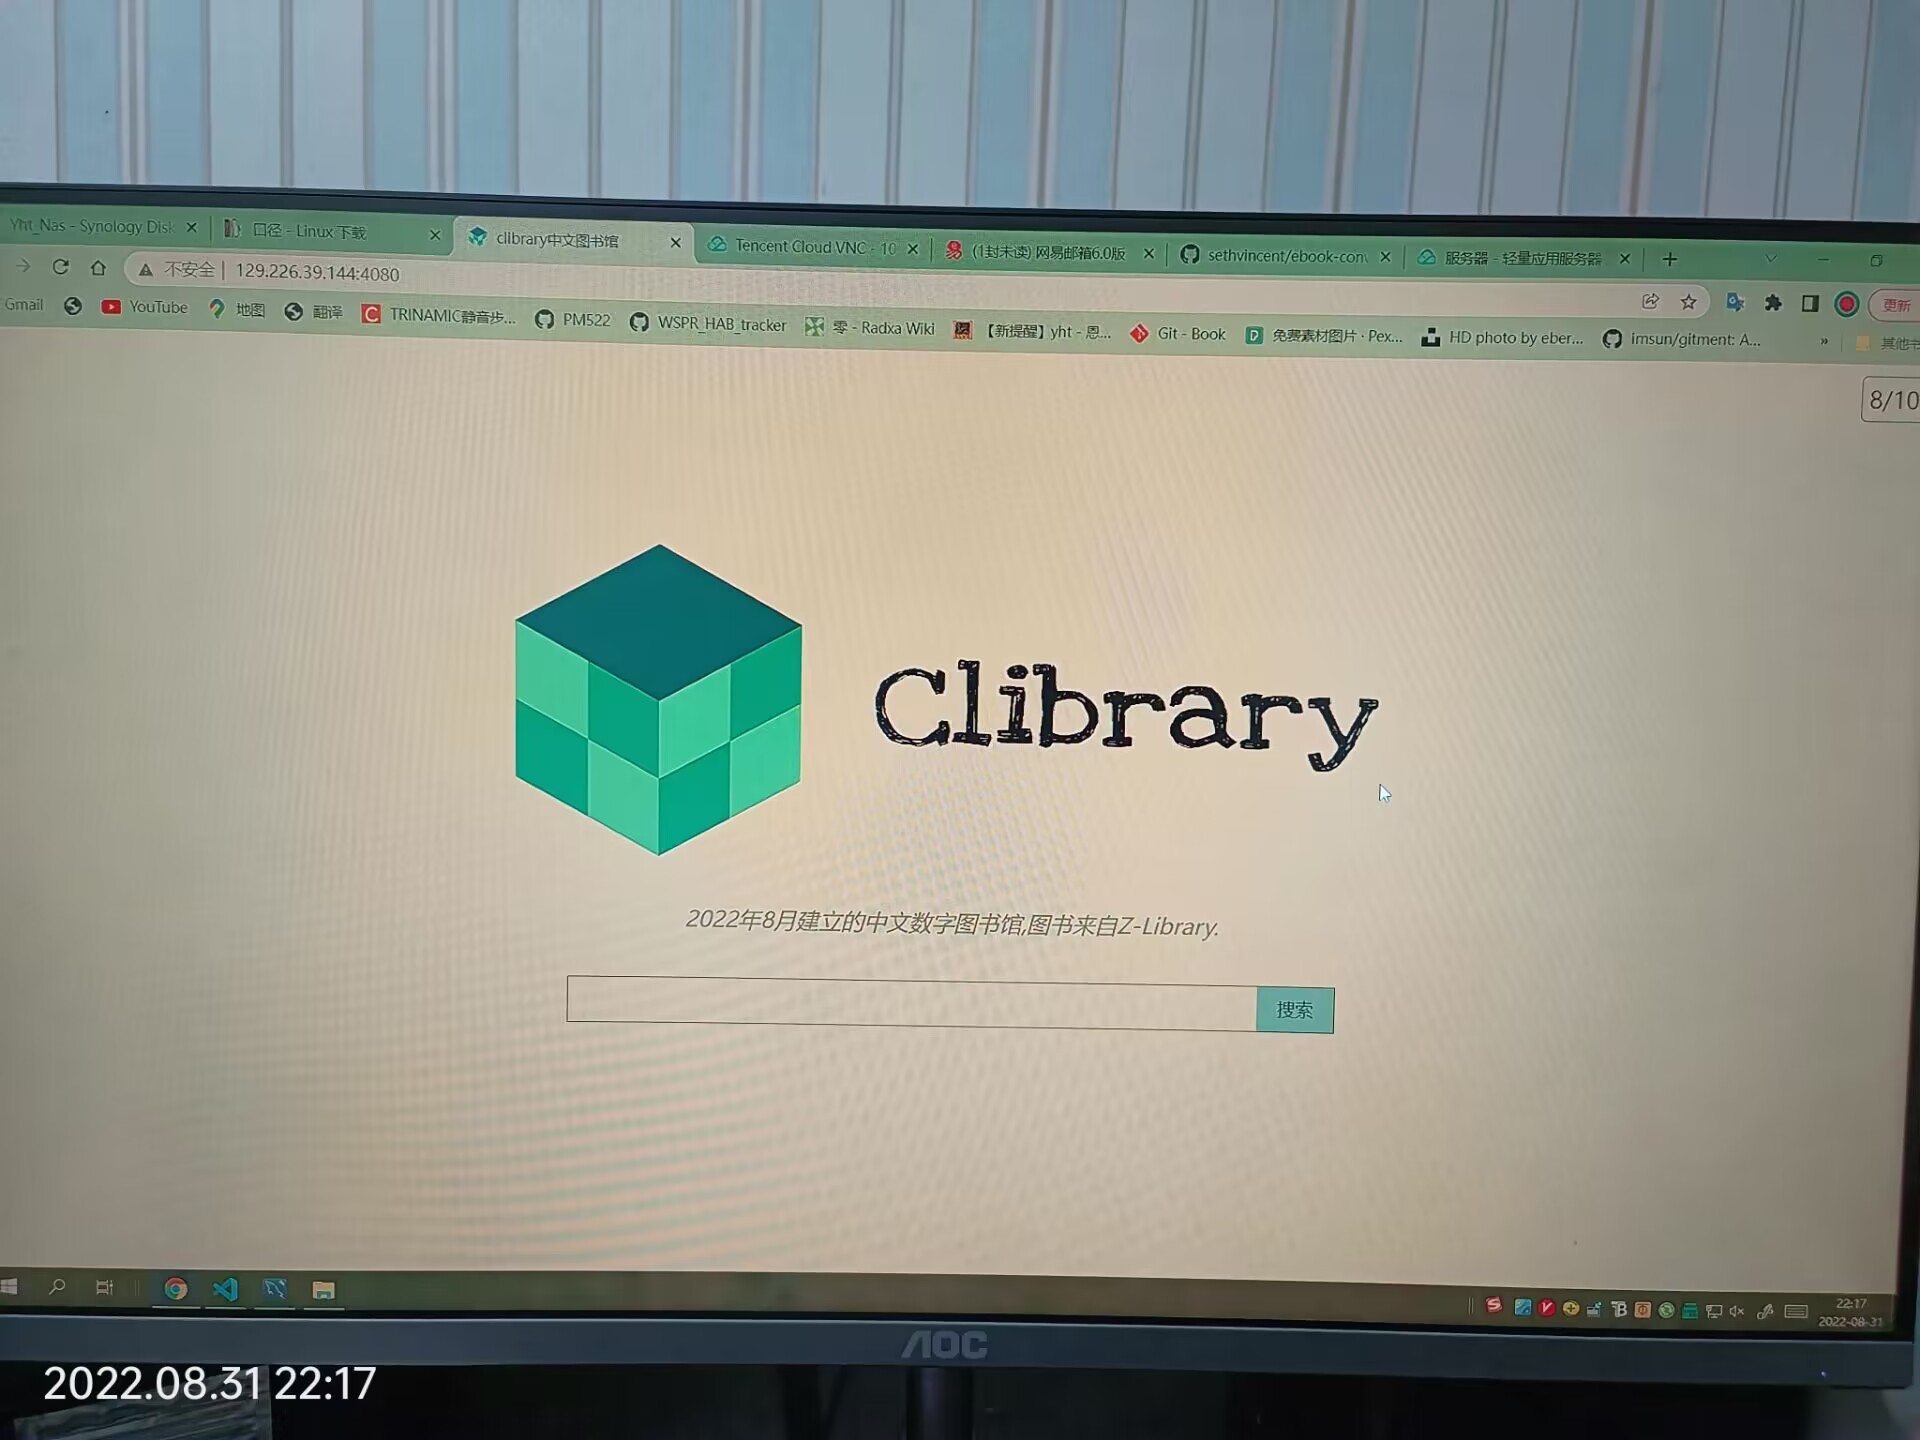 Yht_Nas - Synology Disk
口径 - Linux 下载
clibrary中文图书馆
Tencent Cloud VNC - 10
(1封未读) 网易邮箱6.0版
sethvincent/ebook-con
服务器 - 轻量应用服务器
不安全 | 129.226.39.144:4080
更新
Gmail
YouTube
地图
翻译
TRINAMIC静音步...
PM522
WSPR_HAB_tracker
零 - Radxa Wiki
【新提醒】yht - 恩...
Git - Book
免费素材图片 · Pex...
HD photo by eber...
imsun/gitment: A...
»
其他书
8/10
Clibrary
2022年8月建立的中文数字图书馆,图书来自Z-Library.
搜索
22:17
2022-08-31
AOC
2022.08.31 22:17